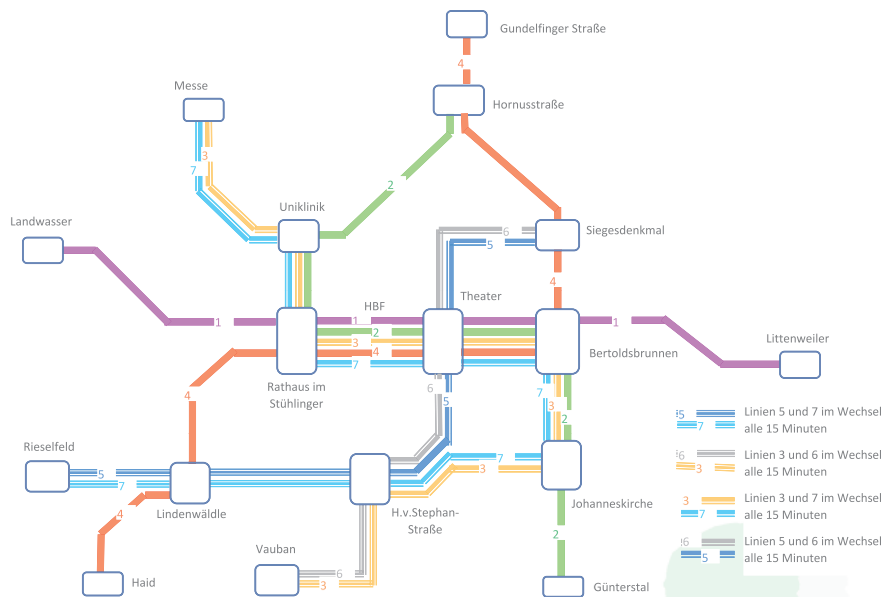 Gundelfinger Straße
4
Messe
Hornusstraße
3
7
2
Uniklinik
Landwasser
6
Siegesdenkmal
5
4
Theater
HBF
1
1
1
2
3
4
7
Littenweiler
Bertoldsbrunnen
Rathaus im
Stühlinger
6
5
7
3
2
4
Linien 5 und 7 im Wechsel
alle 15 Minuten
5
7
Rieselfeld
5
7
7
3
Linien 3 und 6 im Wechsel
alle 15 Minuten
6
3
Lindenwäldle
H.v.Stephan-
Straße
Johanneskirche
Linien 3 und 7 im Wechsel
alle 15 Minuten
3
7
4
2
Vauban
6
3
Linien 5 und 6 im Wechsel
alle 15 Minuten
6
5
Haid
Günterstal